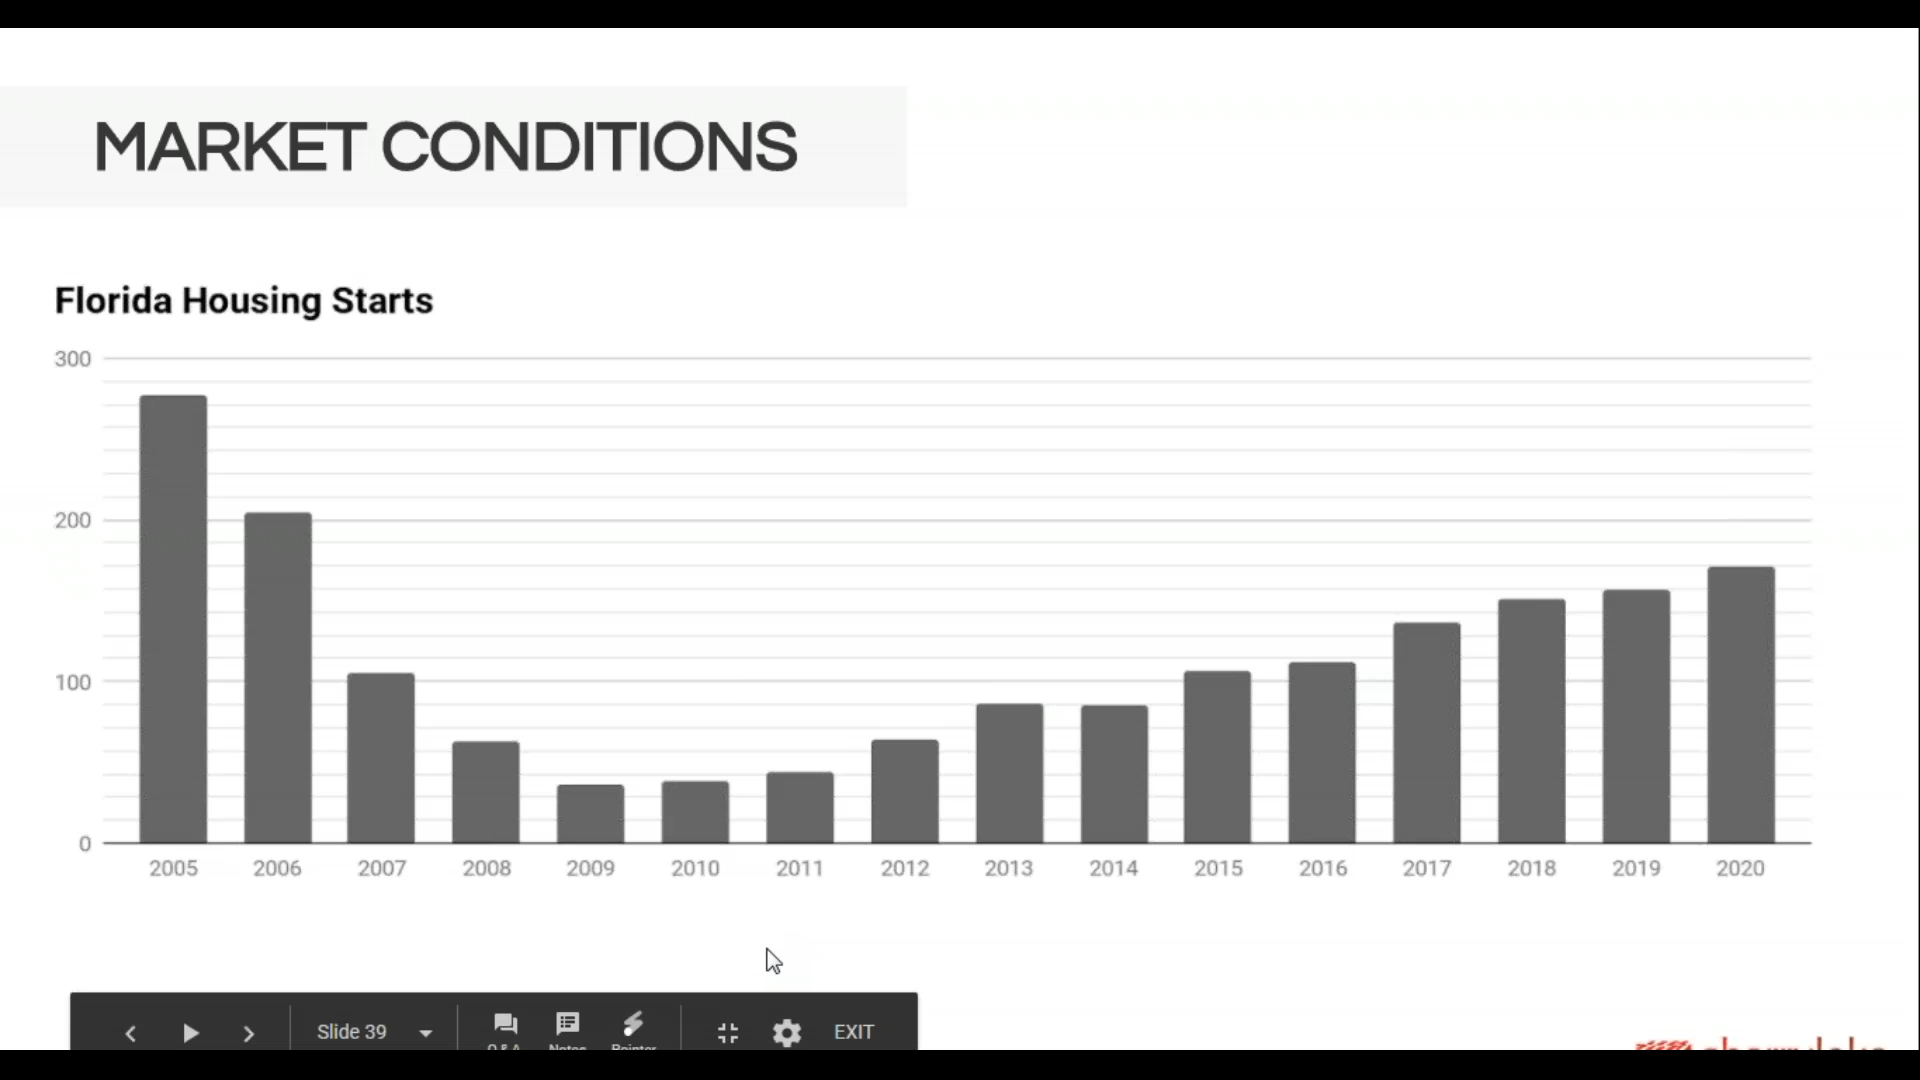 MARKET CONDITIONS
Florida Housing Starts
300
200
100
0
2005 2006 2007 2008 2009 2010 2011 2012 2013 2014 2015 2016 2017 2018 2019 2020
Slide 39 EXIT